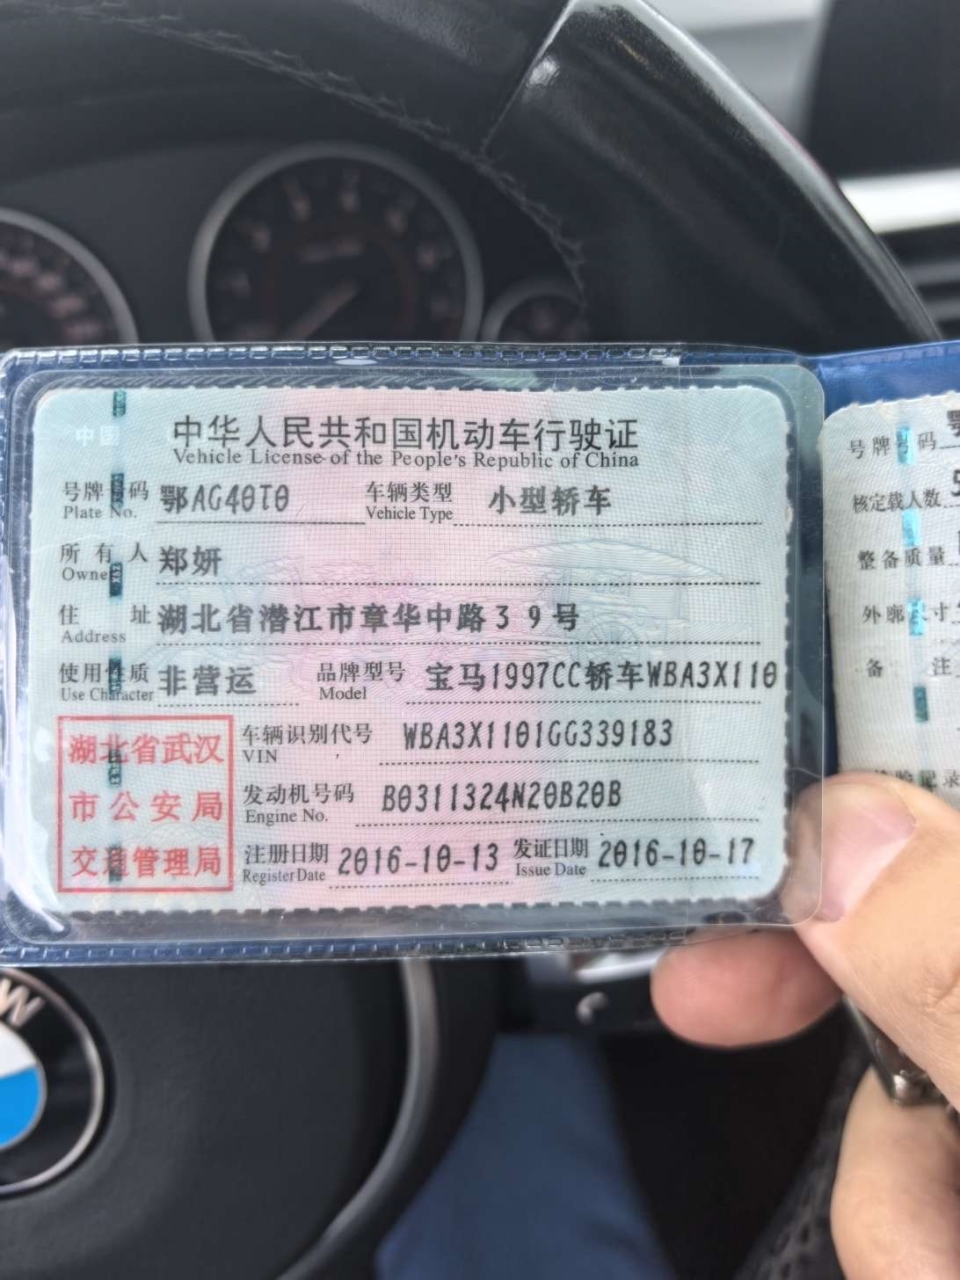 中国
中华人民共和国机动车行驶证
Vehicle License of the People's Republic of China
号牌号码 鄂AG40T0 车辆类型 小型轿车
Plate No. Vehicle Type
所有人 郑妍
Owner
住址 湖北省潜江市章华中路39号
Address
使用性质 非营运 品牌型号 宝马1997CC轿车WBA3X110
Use Character Model
湖北省武汉
市公安局
交通管理局
车辆识别代号 WBA3X1101GG339183
VIN
发动机号码 B0311324N20B20B
Engine No.
注册日期 2016-10-13 发证日期 2016-10-17
Register Date Issue Date
号牌号码 鄂
核定载人数 5
整备质量
外廓尺寸
备注
检验记录